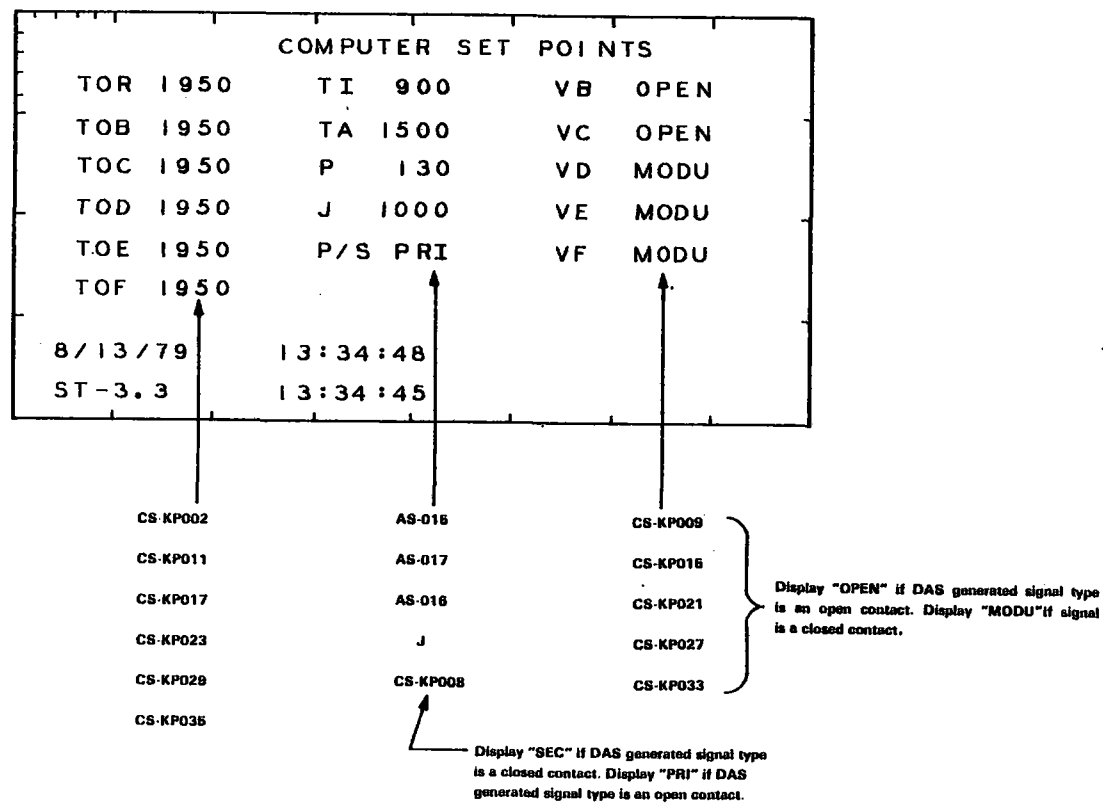 COMPUTER SET POINTS
TOR 1950 TI 900 VB OPEN
TOB 1950 TA 1500 VC OPEN
TOC 1950 P 130 VD MODU
TOD 1950 J 1000 VE MODU
TOE 1950 P/S PRI VF MODU
TOF 1950
8/13/79 13:34:48
ST-3.3 13:34:45
CS-KP002 AS-015 CS-KP009
CS-KP011 AS-017 CS-KP015
CS-KP017 AS-016 CS-KP021
CS-KP023 J CS-KP027
CS-KP029 CS-KP008 CS-KP033
CS-KP035
Display "OPEN" if DAS generated signal type
is an open contact. Display "MODU"if signal
is a closed contact.
Display "SEC" if DAS generated signal type
is a closed contact. Display "PRI" if DAS
generated signal type is an open contact.